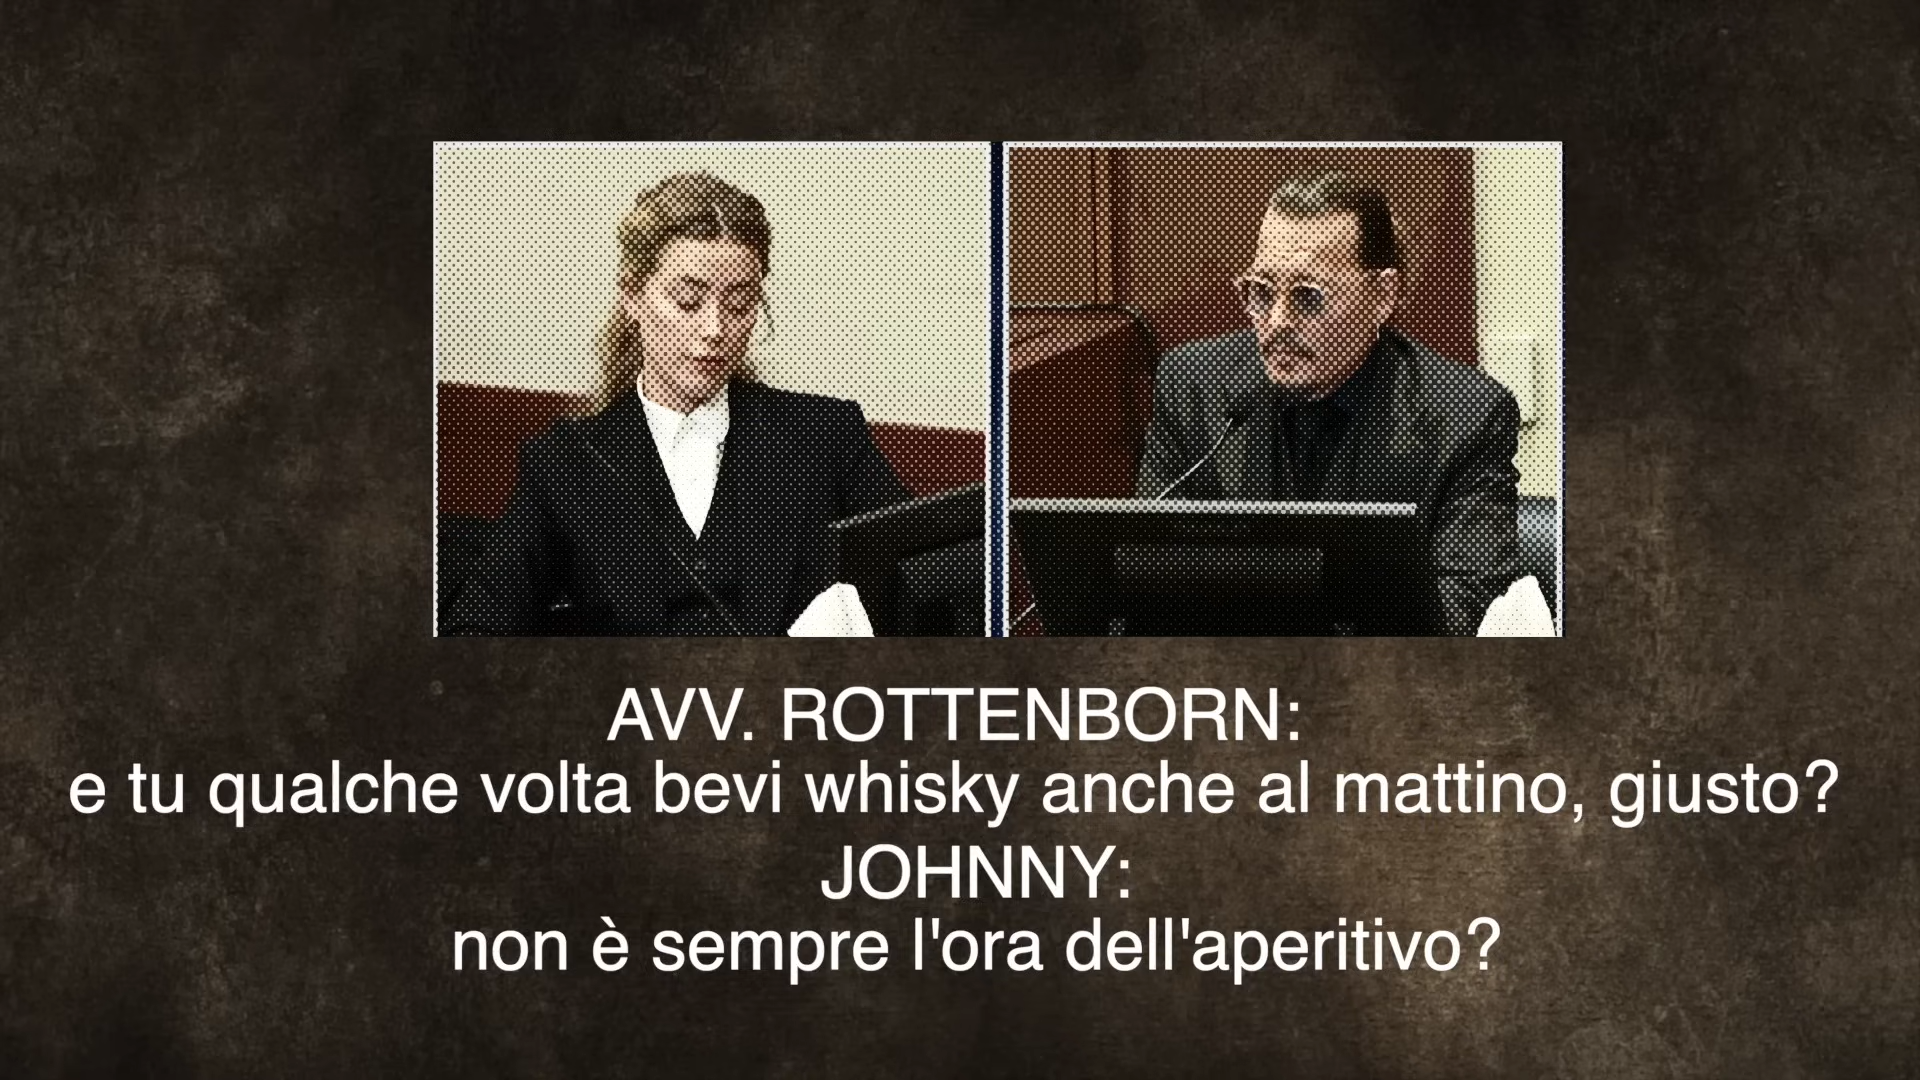 AVV. ROTTENBORN:
e tu qualche volta bevi whisky anche al mattino, giusto?
JOHNNY:
non è sempre l'ora dell'aperitivo?